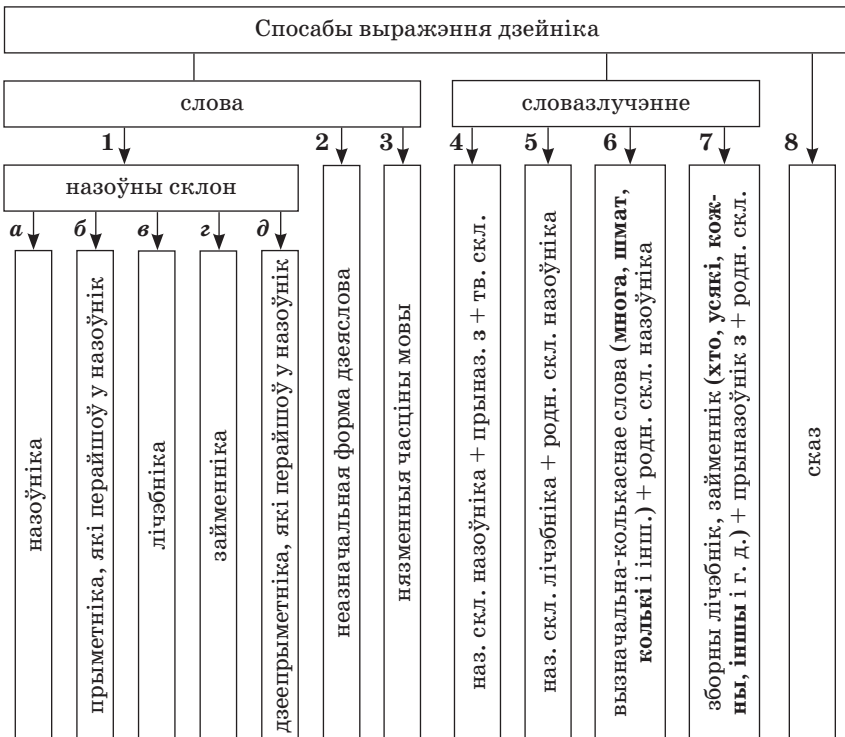 Спосабы выражэння дзейніка
слова
словазлучэнне
1
2
3
4
5
6
7
8
назоўны склон
а
б
в
г
д
назоўніка
прыметніка, які перайшоў у назоўнік
лічэбніка
займенніка
дзеепрыметніка, які перайшоў у назоўнік
неазначальная форма дзеяслова
нязменныя часціны мовы
наз. скл. назоўніка + прыназ. з + тв. скл.
наз. скл. лічэбніка + родн. скл. назоўніка
вызначальна-колькаснае слова (многа, шмат,
колькі і інш.) + родн. скл. назоўніка
зборны лічэбнік, займеннік (хто, усякі, кож-
ны, іншы і г. д.) + прыназоўнік з + родн. скл.
сказ